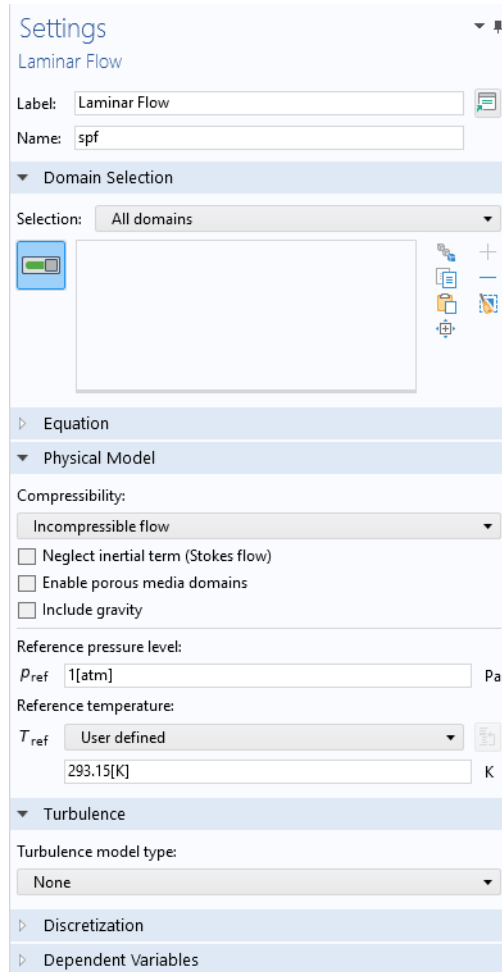 Settings
Laminar Flow
Label: Laminar Flow
Name: spf
Domain Selection
Selection: All domains
Equation
Physical Model
Compressibility:
Incompressible flow
Neglect inertial term (Stokes flow)
Enable porous media domains
Include gravity
Reference pressure level:
pref 1[atm] Pa
Reference temperature:
Tref User defined
293.15[K] K
Turbulence
Turbulence model type:
None
Discretization
Dependent Variables